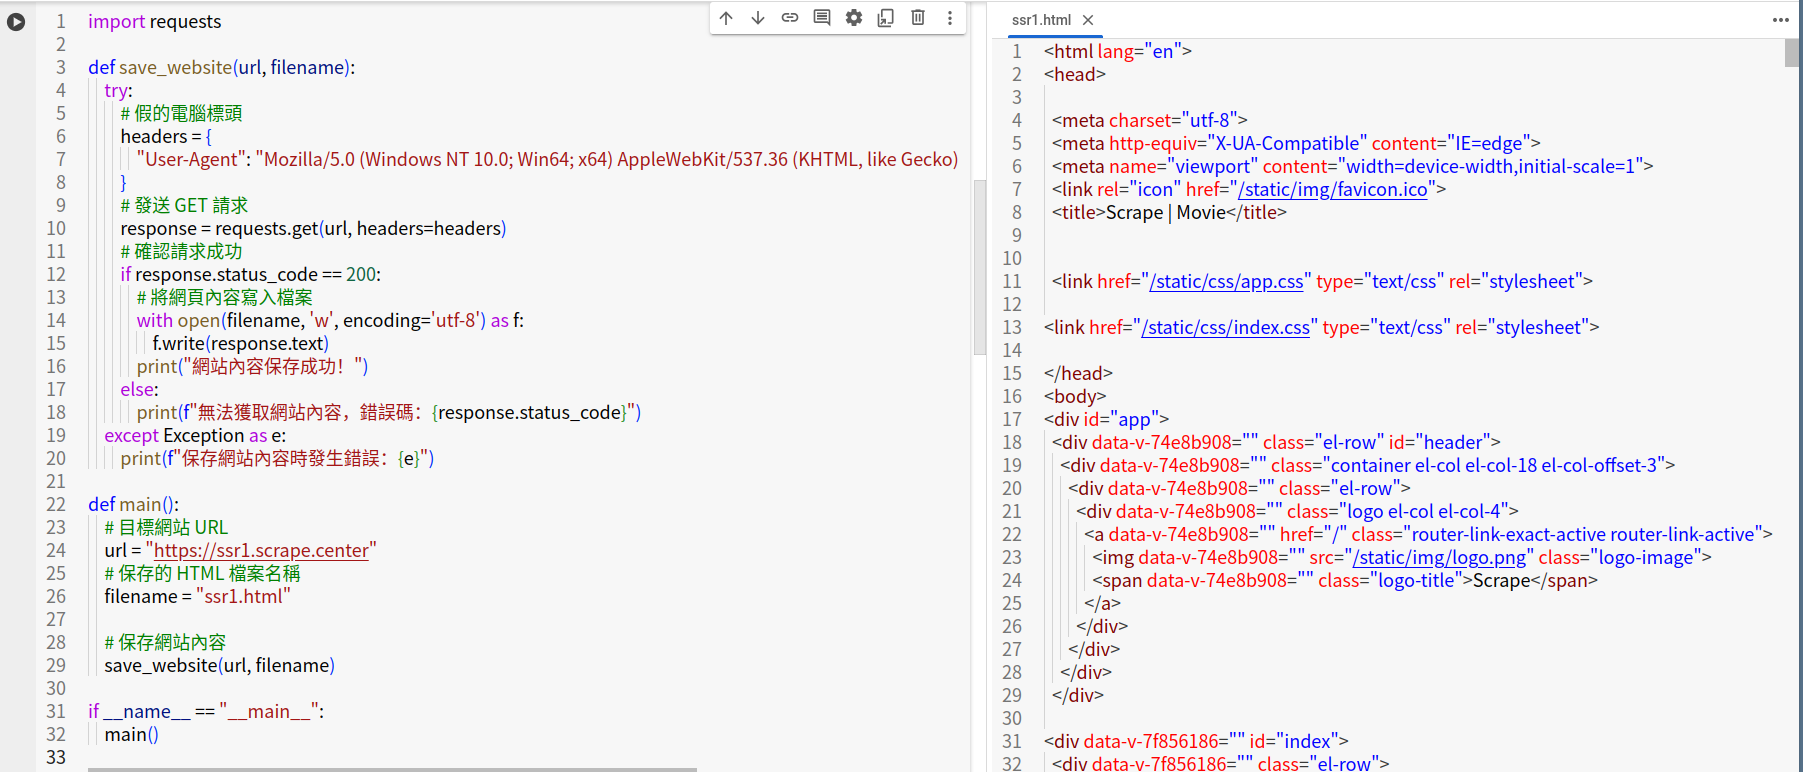 1 import requests
2
3 def save_website(url, filename):
4 try:
5 # 假的電腦標頭
6 headers = {
7 "User-Agent": "Mozilla/5.0 (Windows NT 10.0; Win64; x64) AppleWebKit/537.36 (KHTML, like Gecko)
8 }
9 # 發送 GET 請求
10 response = requests.get(url, headers=headers)
11 # 確認請求成功
12 if response.status_code == 200:
13 # 將網頁內容寫入檔案
14 with open(filename, 'w', encoding='utf-8') as f:
15 f.write(response.text)
16 print("網站內容保存成功！")
17 else:
18 print(f"無法獲取網站內容，錯誤碼：{response.status_code}")
19 except Exception as e:
20 print(f"保存網站內容時發生錯誤：{e}")
21
22 def main():
23 # 目標網站 URL
24 url = "https://ssr1.scrape.center"
25 # 保存的 HTML 檔案名稱
26 filename = "ssr1.html"
27
28 # 保存網站內容
29 save_website(url, filename)
30
31 if __name__ == "__main__":
32 main()
33
ssr1.html
1 <html lang="en">
2 <head>
3
4 <meta charset="utf-8">
5 <meta http-equiv="X-UA-Compatible" content="IE=edge">
6 <meta name="viewport" content="width=device-width,initial-scale=1">
7 <link rel="icon" href="/static/img/favicon.ico">
8 <title>Scrape | Movie</title>
9
10
11 <link href="/static/css/app.css" type="text/css" rel="stylesheet">
12
13 <link href="/static/css/index.css" type="text/css" rel="stylesheet">
14
15 </head>
16 <body>
17 <div id="app">
18 <div data-v-74e8b908="" class="el-row" id="header">
19 <div data-v-74e8b908="" class="container el-col el-col-18 el-col-offset-3">
20 <div data-v-74e8b908="" class="el-row">
21 <div data-v-74e8b908="" class="logo el-col el-col-4">
22 <a data-v-74e8b908="" href="/" class="router-link-exact-active router-link-active">
23 <img data-v-74e8b908="" src="/static/img/logo.png" class="logo-image">
24 <span data-v-74e8b908="" class="logo-title">Scrape</span>
25 </a>
26 </div>
27 </div>
28 </div>
29 </div>
30
31 <div data-v-7f856186="" id="index">
32 <div data-v-7f856186="" class="el-row">